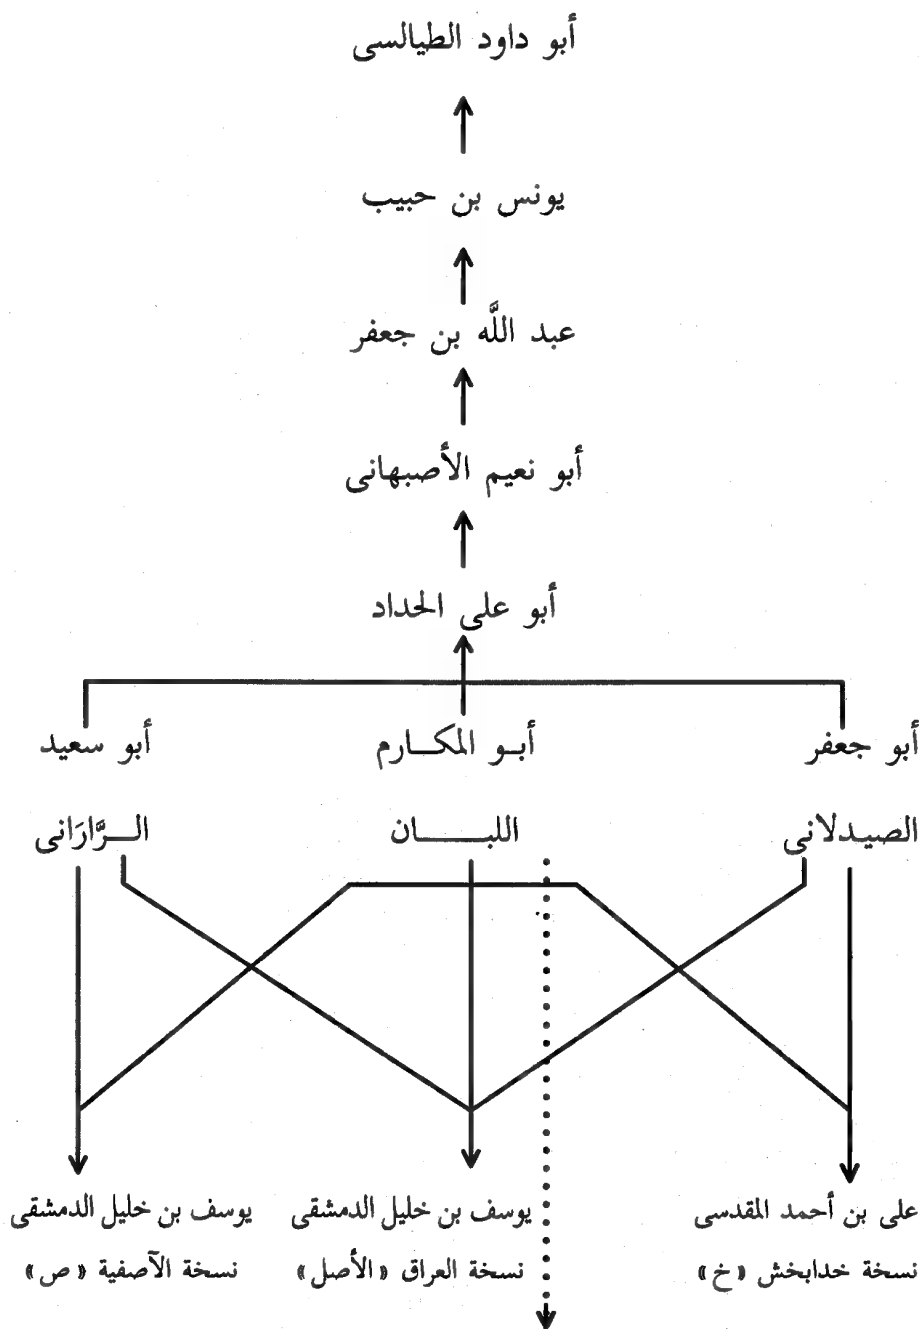 أبو داود الطيالسى
يونس بن حبيب
عبد اللَّه بن جعفر
أبو نعيم الأصبهانى
أبو على الحداد
أبو جعفر
أبو المكارم
أبو سعيد
الصيدلانى
اللبان
الرَّارَانى
على بن أحمد المقدسى
يوسف بن خليل الدمشقى
يوسف بن خليل الدمشقى
نسخة خدابخش « خ »
نسخة العراق « الأصل »
نسخة الآصفية « ص »